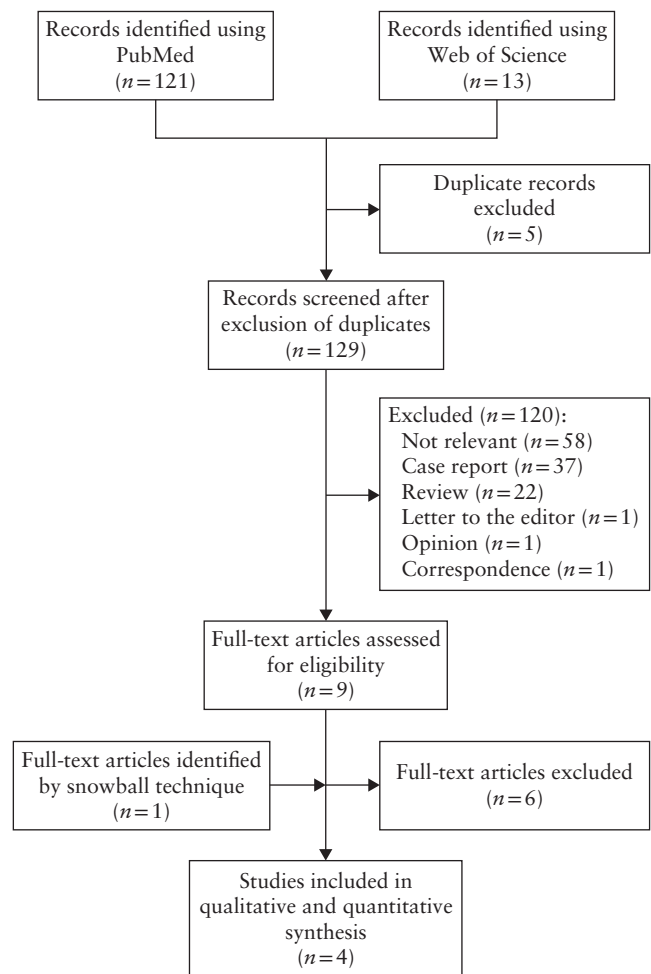 Records identified using
PubMed
(n=121)
Records identified using
Web of Science
(n=13)
Duplicate records
excluded
(n=5)
Records screened after
exclusion of duplicates
(n=129)
Excluded (n=120):
Not relevant (n=58)
Case report (n=37)
Review (n=22)
Letter to the editor (n=1)
Opinion (n=1)
Correspondence (n=1)
Full-text articles assessed
for eligibility
(n=9)
Full-text articles identified
by snowball technique
(n=1)
Full-text articles excluded
(n=6)
Studies included in
qualitative and quantitative
synthesis
(n=4)